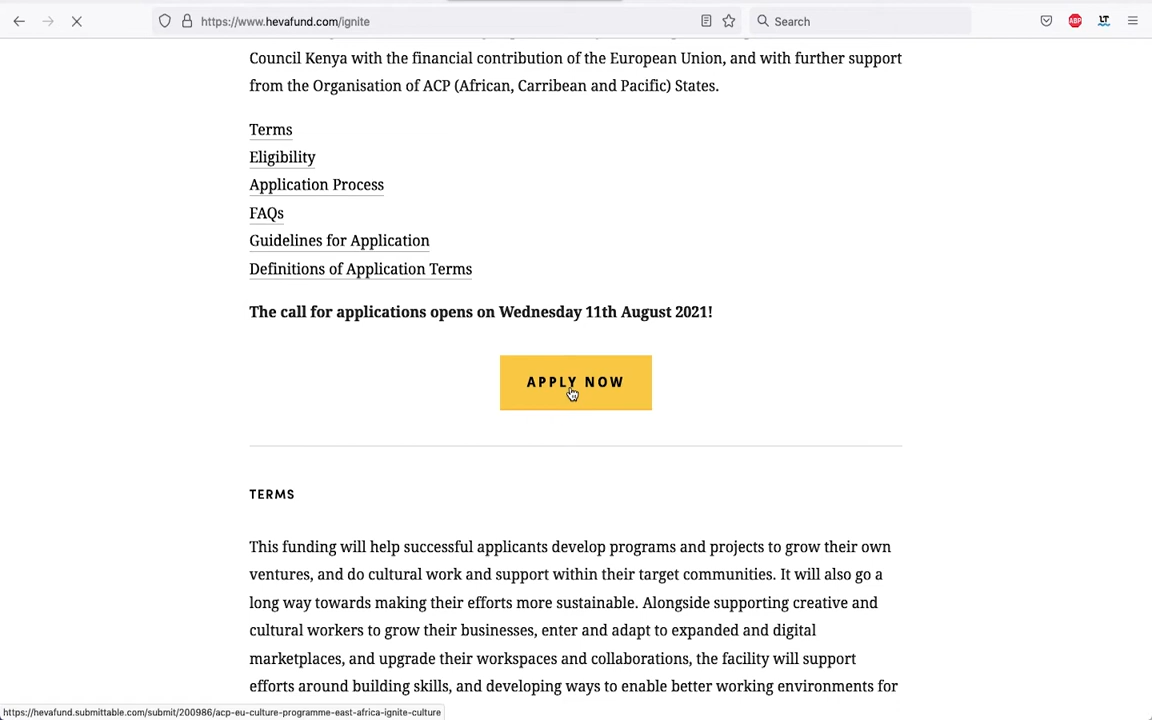 https://www.hevafund.com/ignite
Search
ABP
LT
Council Kenya with the financial contribution of the European Union, and with further support
from the Organisation of ACP (African, Carribean and Pacific) States.
Terms
Eligibility
Application Process
FAQs
Guidelines for Application
Definitions of Application Terms
The call for applications opens on Wednesday 11th August 2021!
APPLY NOW
TERMS
This funding will help successful applicants develop programs and projects to grow their own
ventures, and do cultural work and support within their target communities. It will also go a
long way towards making their efforts more sustainable. Alongside supporting creative and
cultural workers to grow their businesses, enter and adapt to expanded and digital
marketplaces, and upgrade their workspaces and collaborations, the facility will support
efforts around building skills, and developing ways to enable better working environments for
https://hevafund.submittable.com/submit/200986/acp-eu-culture-programme-east-africa-ignite-culture